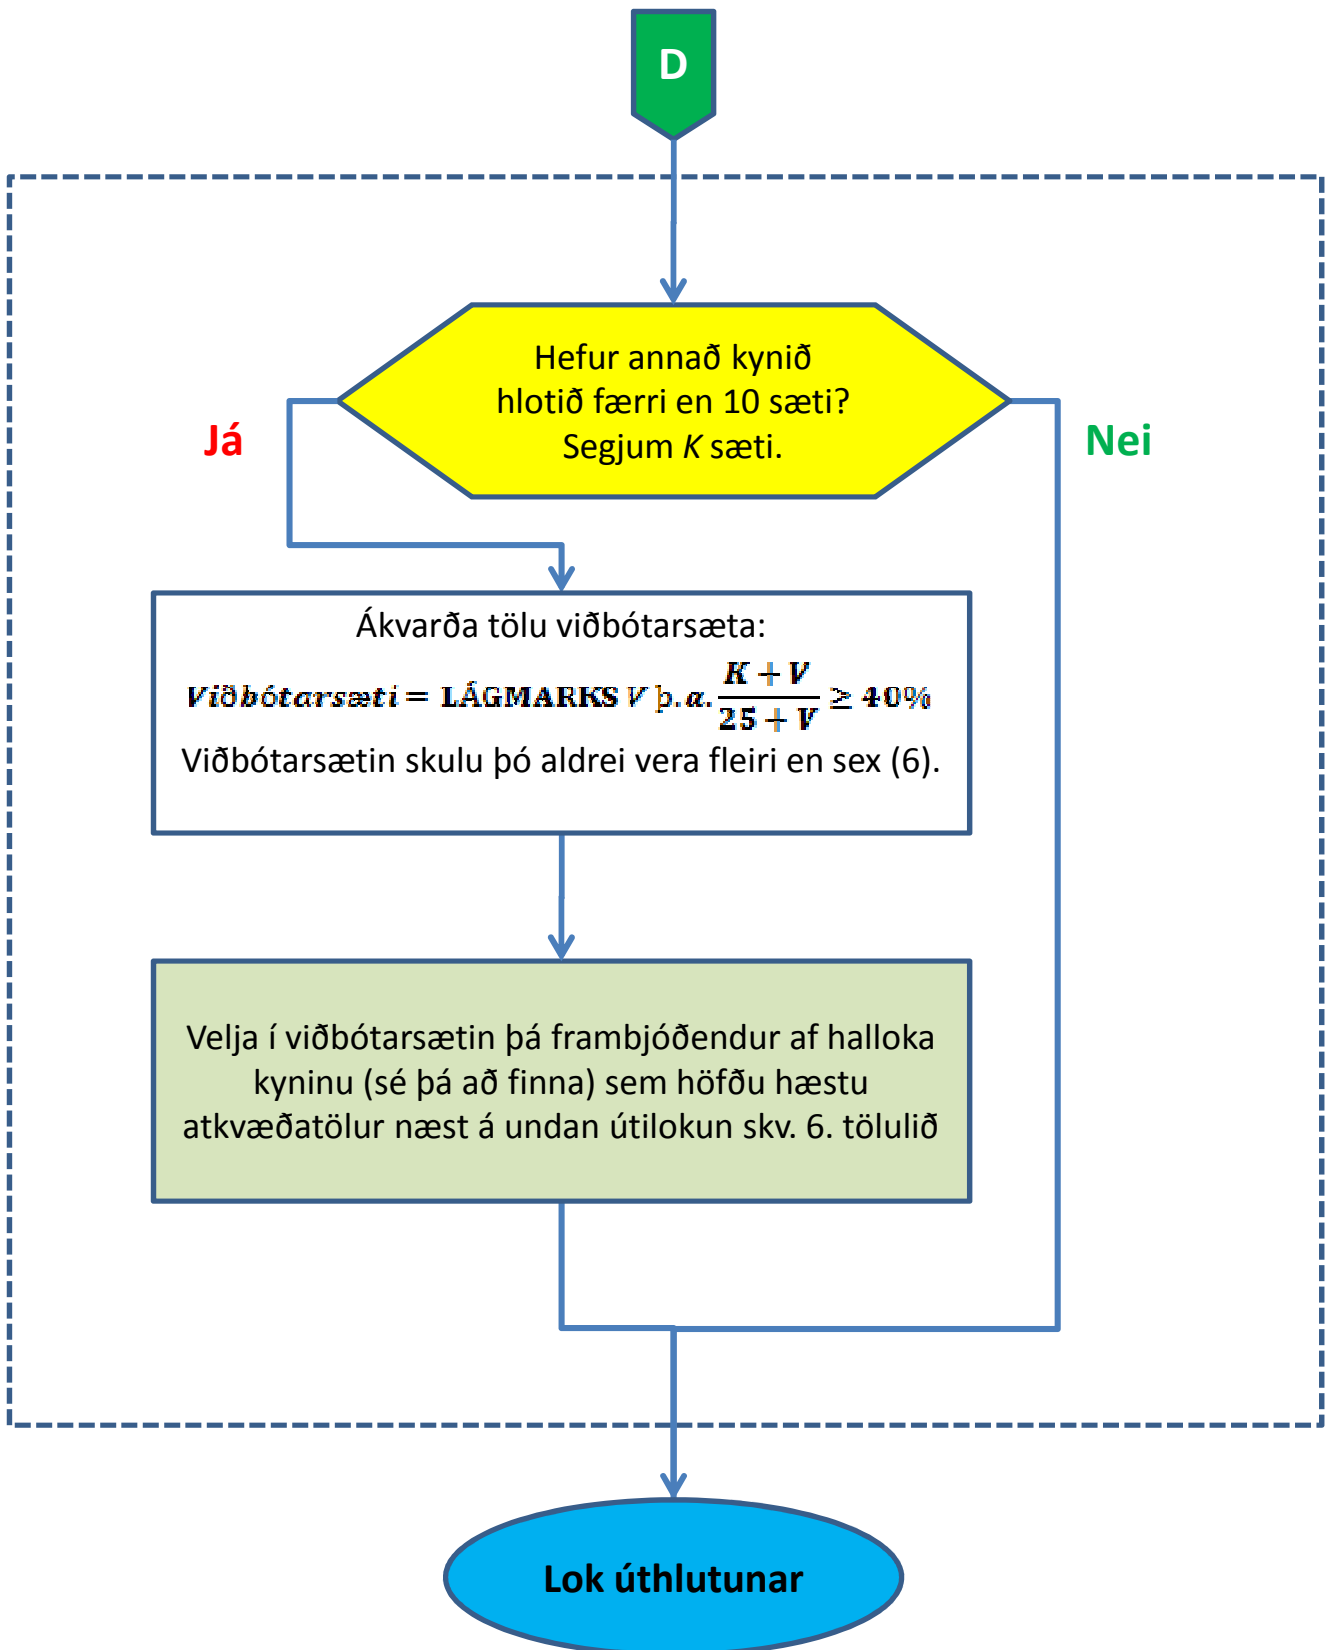 D
Hefur annað kynið
hlotið færri en 10 sæti?
Segjum K sæti.
Já
Nei
Ákvarða tölu viðbótarsæta:
Viðbótarsæti = LÁGMARKS V þ.a. (K + V)/(25 + V) ≥ 40%
Viðbótarsætin skulu þó aldrei vera fleiri en sex (6).
Velja í viðbótarsætin þá frambjóðendur af halloka
kyninu (sé þá að finna) sem höfðu hæstu
atkvæðatölur næst á undan útilokun skv. 6. tölulið
Lok úthlutunar